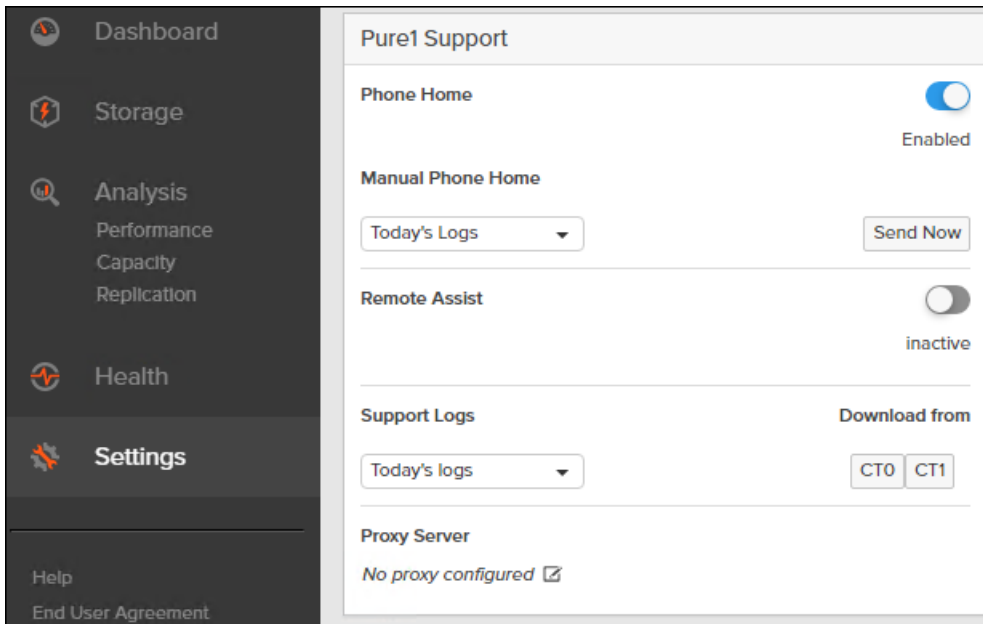 Dashboard
Storage
Analysis
Performance
Capacity
Replication
Health
Settings
Help
End User Agreement
Pure1 Support
Phone Home
Enabled
Manual Phone Home
Today's Logs
Send Now
Remote Assist
inactive
Support Logs
Download from
Today's logs
CT0 CT1
Proxy Server
No proxy configured